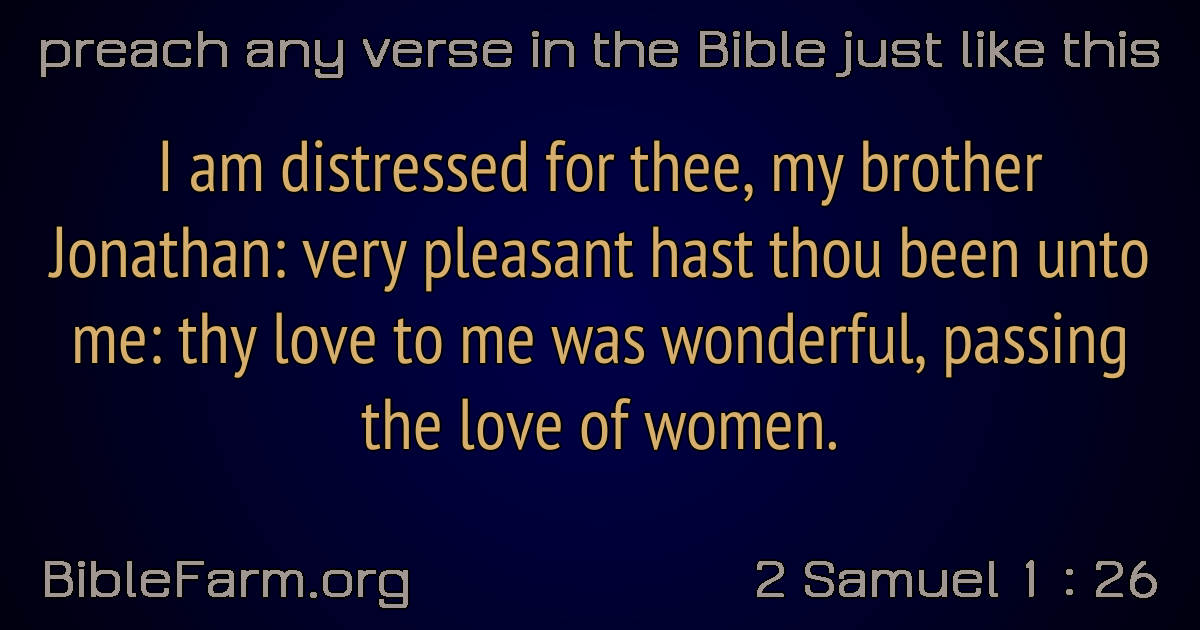 preach any verse in the Bible just like this
I am distressed for thee, my brother
Jonathan: very pleasant hast thou been unto
me: thy love to me was wonderful, passing
the love of women.
BibleFarm.org
2 Samuel 1 : 26